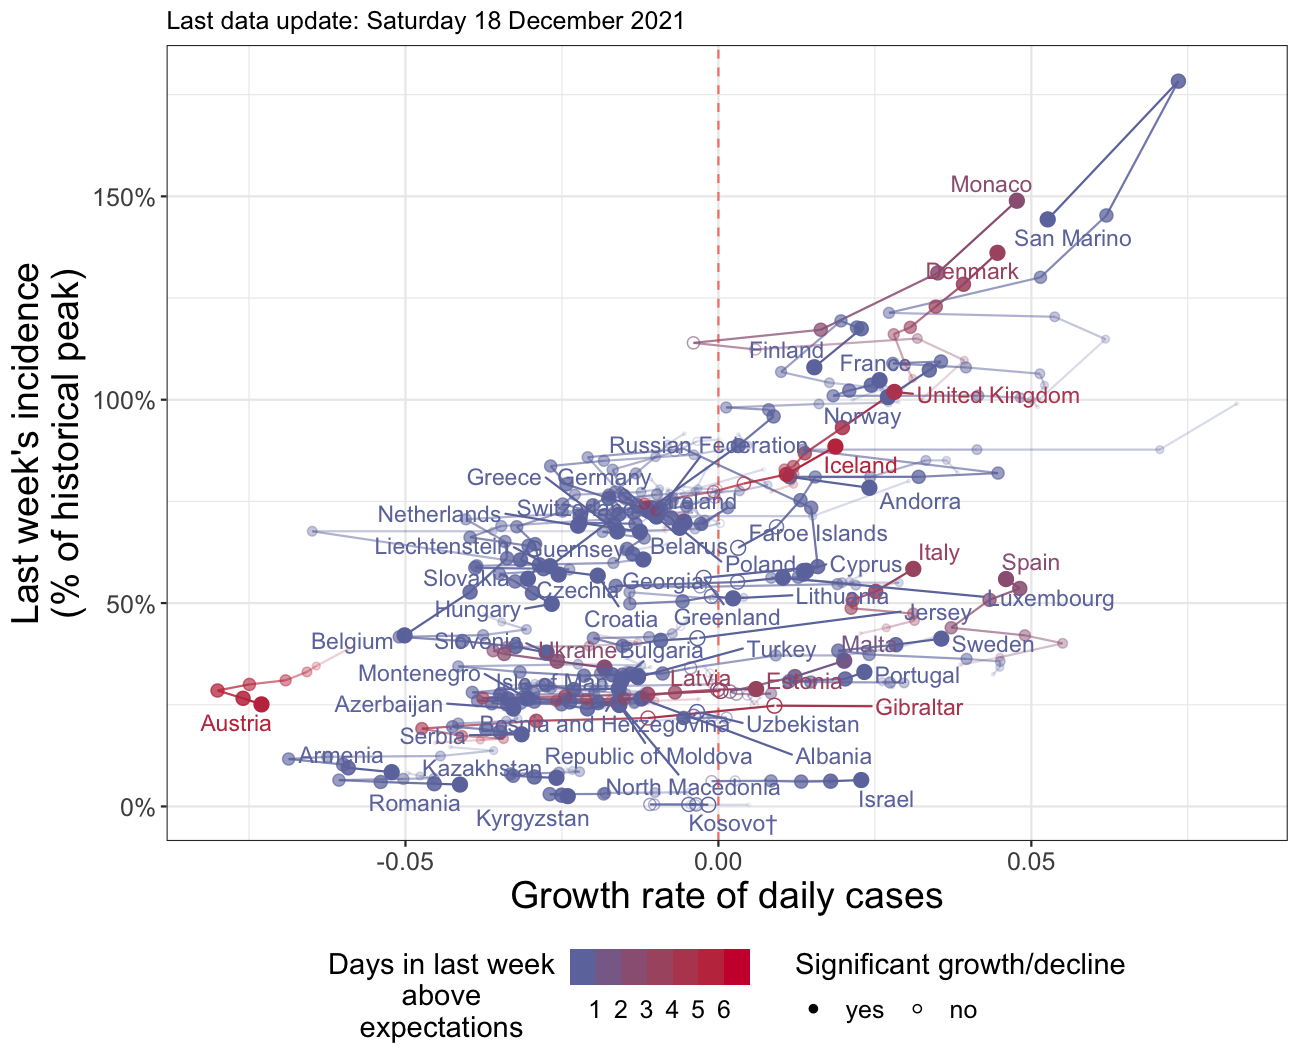 Last data update: Saturday 18 December 2021
Last week's incidence
(% of historical peak)
150%
100%
50%
0%
Monaco
San Marino
Denmark
Finland
France
United Kingdom
Norway
Russian Federation
Iceland
Greece
Germany
Andorra
Switzerland
Ireland
Netherlands
Faroe Islands
Liechtenstein
Guernsey
Belarus
Italy
Poland
Cyprus
Spain
Slovakia
Georgia
Czechia
Lithuania
Luxembourg
Hungary
Croatia
Greenland
Jersey
Belgium
Slovenia
Ukraine
Bulgaria
Turkey
Malta
Sweden
Montenegro
Isle of Man
Latvia
Estonia
Portugal
Azerbaijan
Gibraltar
Austria
Bosnia and Herzegovina
Uzbekistan
Serbia
Armenia
Republic of Moldova
Albania
Kazakhstan
North Macedonia
Romania
Israel
Kyrgyzstan
Kosovo†
-0.05
0.00
0.05
Growth rate of daily cases
Days in last week
above
expectations
1 2 3 4 5 6
Significant growth/decline
yes
no